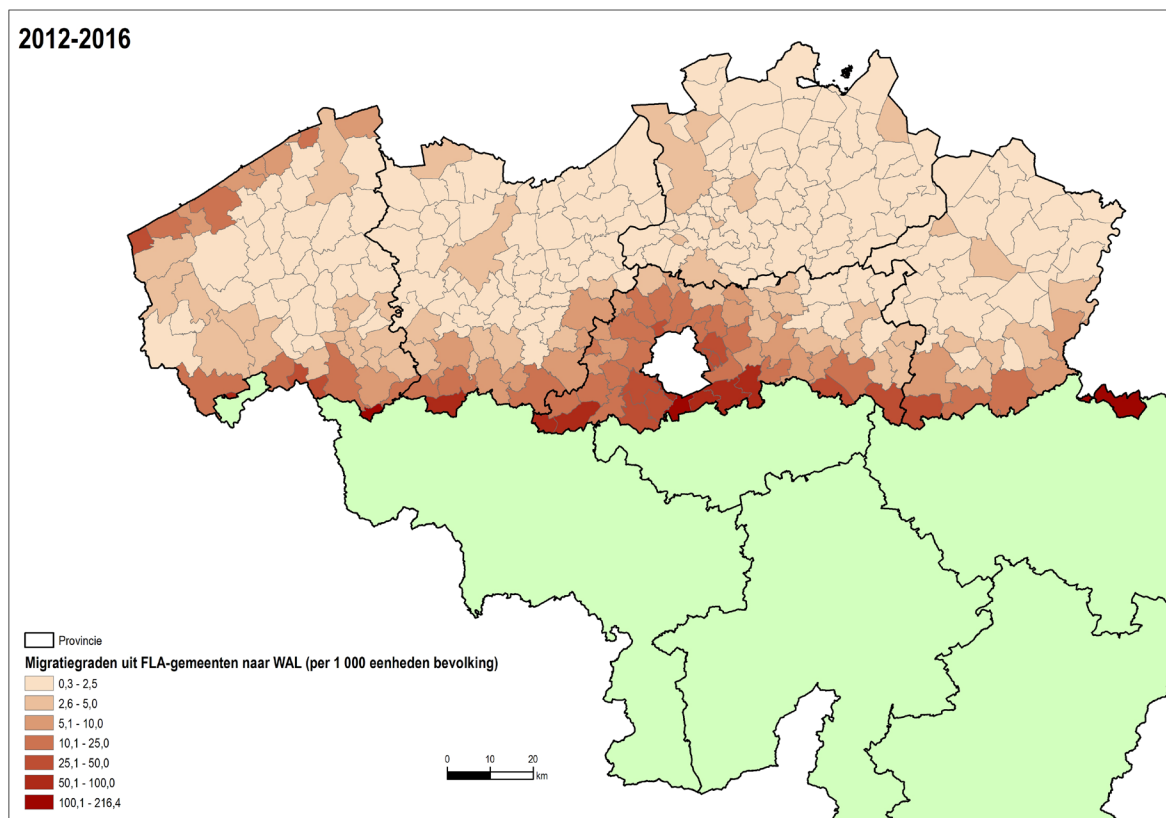 2012-2016
Provincie
Migratiegraden uit FLA-gemeenten naar WAL (per 1 000 eenheden bevolking)
0,3 - 2,5
2,6 - 5,0
5,1 - 10,0
10,1 - 25,0
25,1 - 50,0
50,1 - 100,0
100,1 - 216,4
0 10 20
km